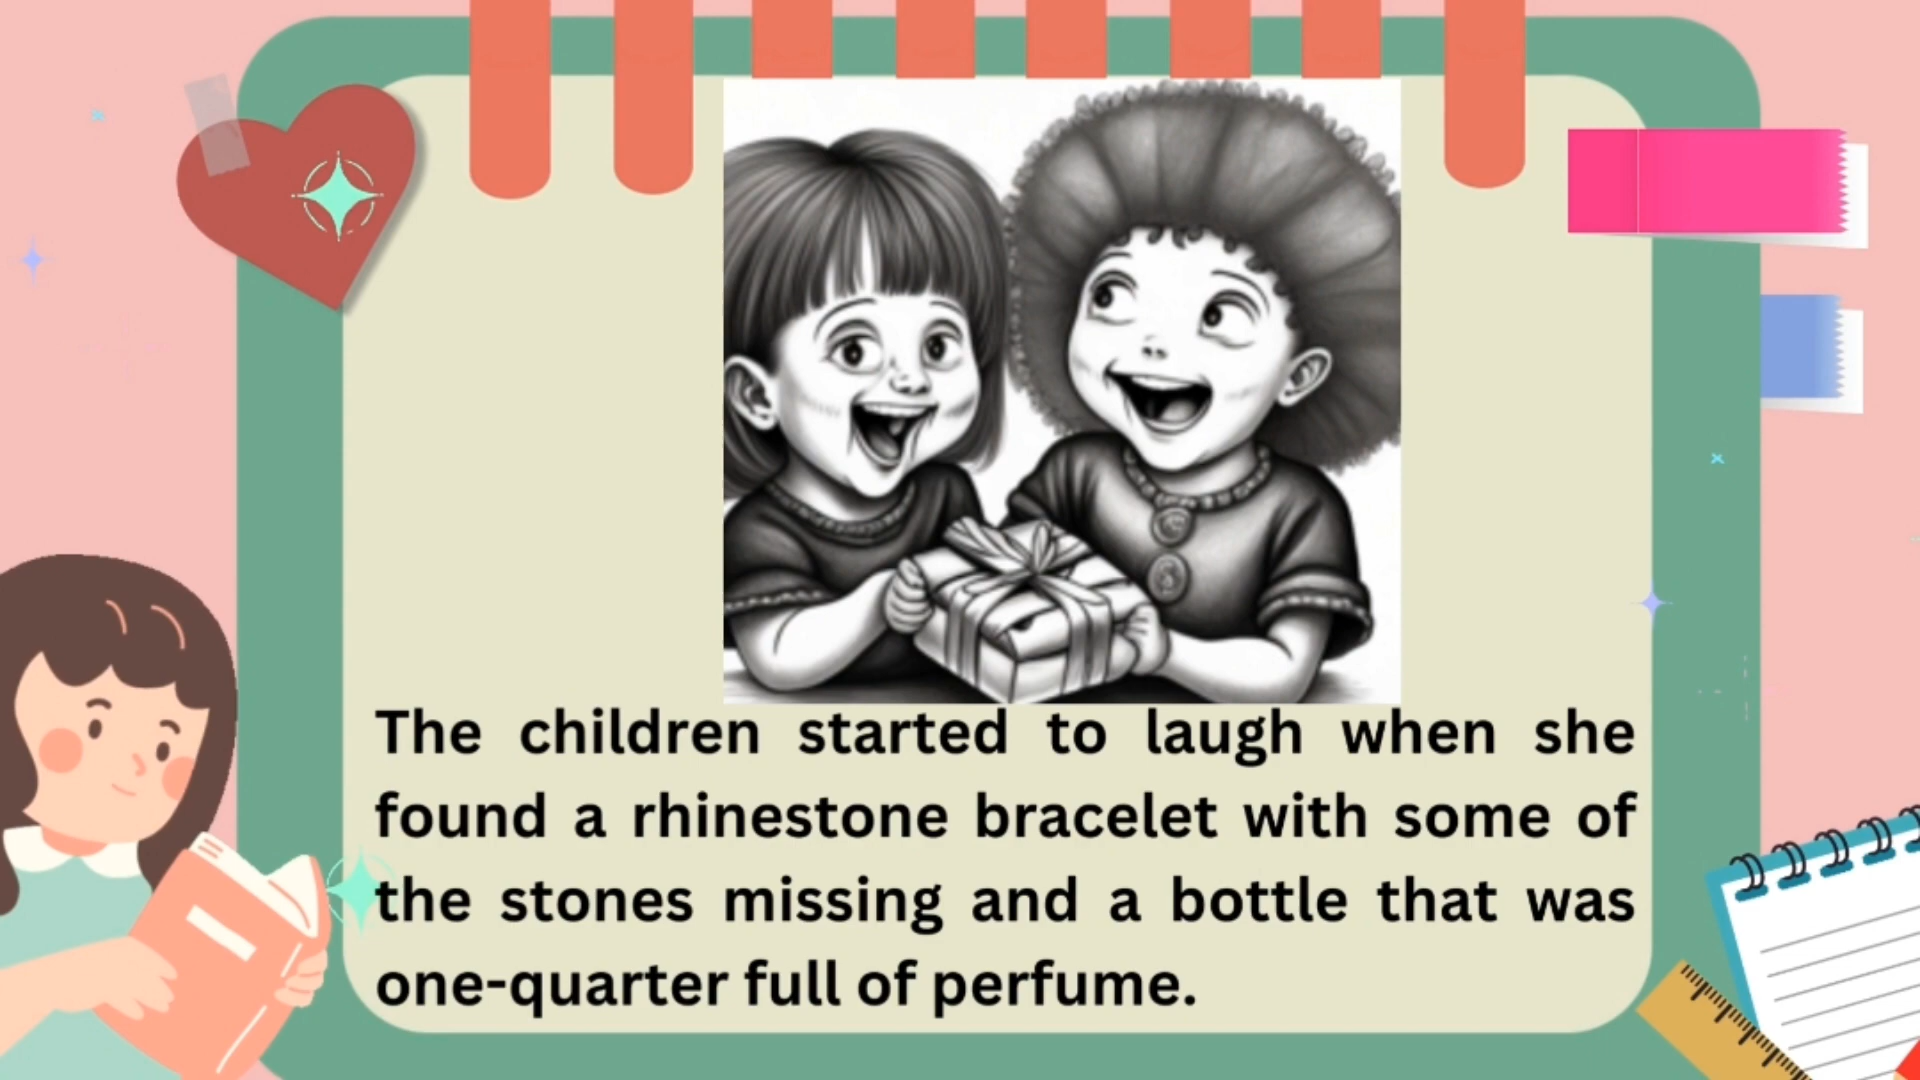 The children started to laugh when she
found a rhinestone bracelet with some of
the stones missing and a bottle that was
one-quarter full of perfume.